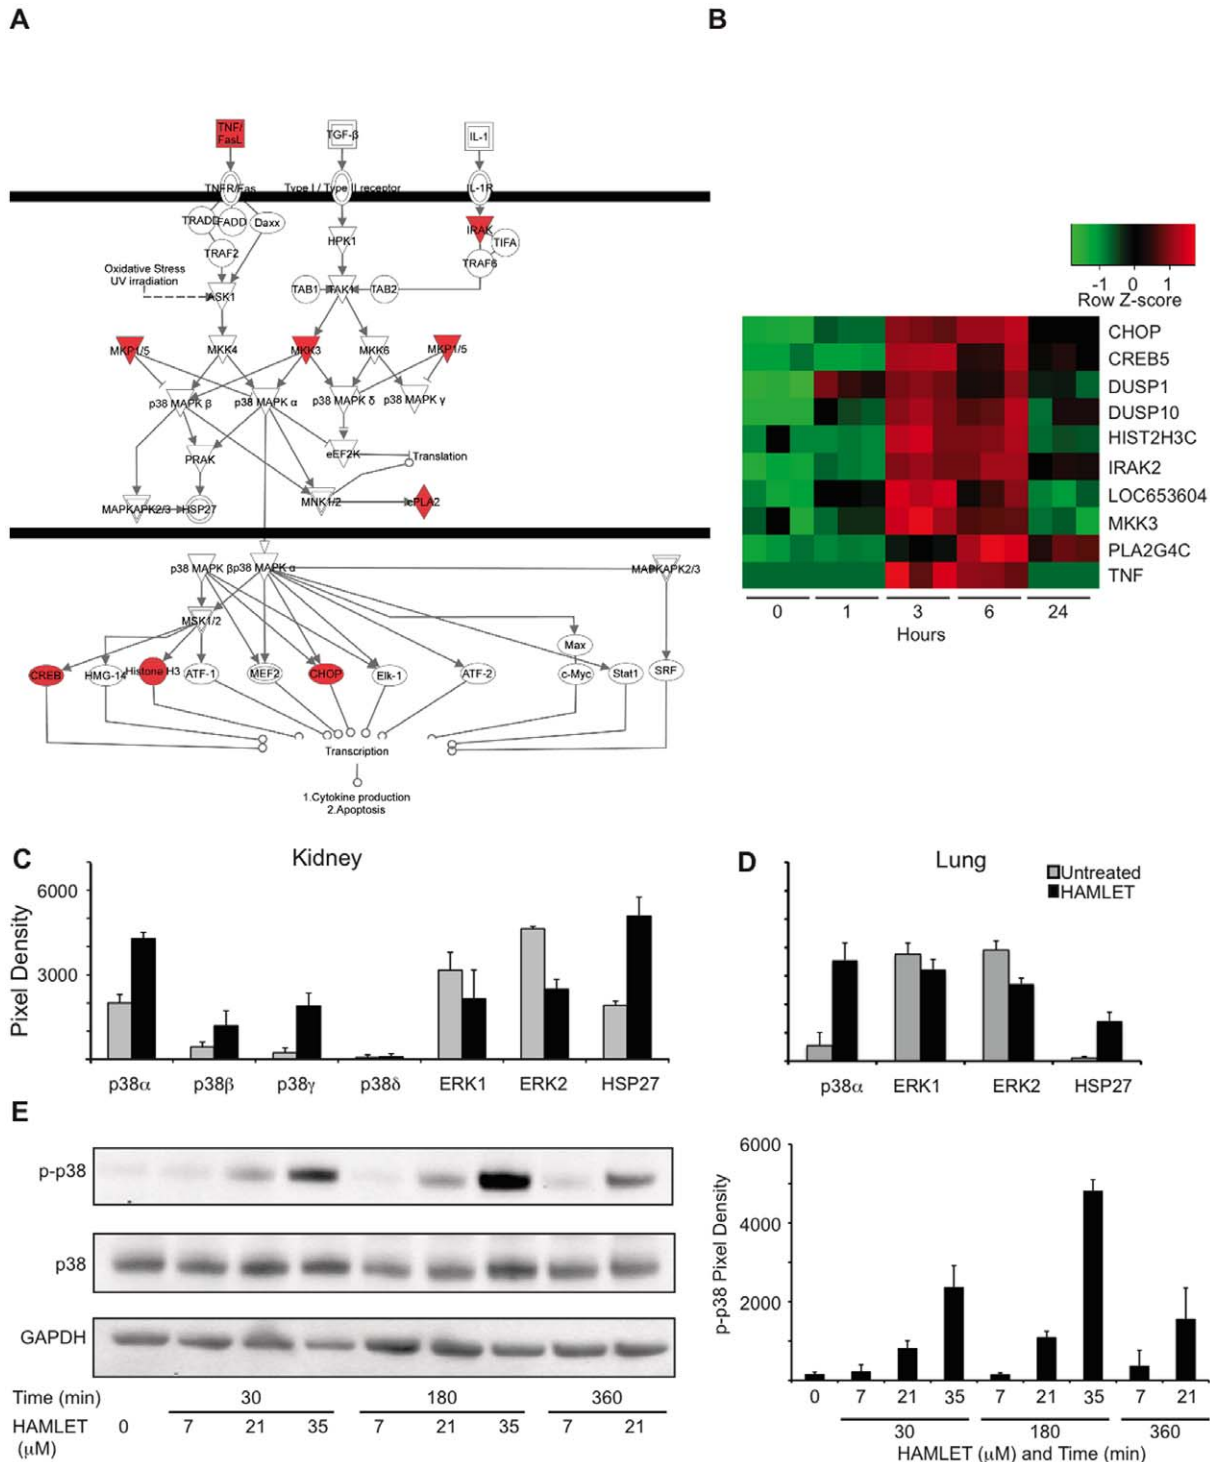 A
B
TNF/
FasL
TGF-β
IL-1
TNFR/Fas
Type I / Type II receptor
IL-1R
TRADD
FADD
Daxx
IRAK
TIFA
HPK1
TRAF2
TRAF6
Oxidative Stress
UV irradiation
ASK1
TAB1
TAK1
TAB2
MKP1/5
MKK4
MKK3
MKK6
MKP1/5
p38 MAPK β
p38 MAPK α
p38 MAPK δ
p38 MAPK γ
PRAK
eEF2K
Translation
MAPKAPK2/3
HSP27
MNK1/2
cPLA2
p38 MAPK β
p38 MAPK α
MAPKAPK2/3
MSK1/2
Max
CREB
HMG-14
Histone H3
ATF-1
MEF2
CHOP
Elk-1
ATF-2
c-Myc
Stat1
SRF
Transcription
1.Cytokine production
2.Apoptosis
-1 0 1
Row Z-score
CHOP
CREB5
DUSP1
DUSP10
HIST2H3C
IRAK2
LOC653604
MKK3
PLA2G4C
TNF
0 1 3 6 24
Hours
C
Kidney
6000
3000
Pixel Density
p38α p38β p38γ p38δ ERK1 ERK2 HSP27
D
Lung
Untreated
HAMLET
p38α ERK1 ERK2 HSP27
E
p-p38
p38
GAPDH
Time (min) 30 180 360
HAMLET 0 7 21 35 7 21 35 7 21
(μM)
6000
4000
2000
p-p38 Pixel Density
0 7 21 35 7 21 35 7 21
30 180 360
HAMLET (μM) and Time (min)